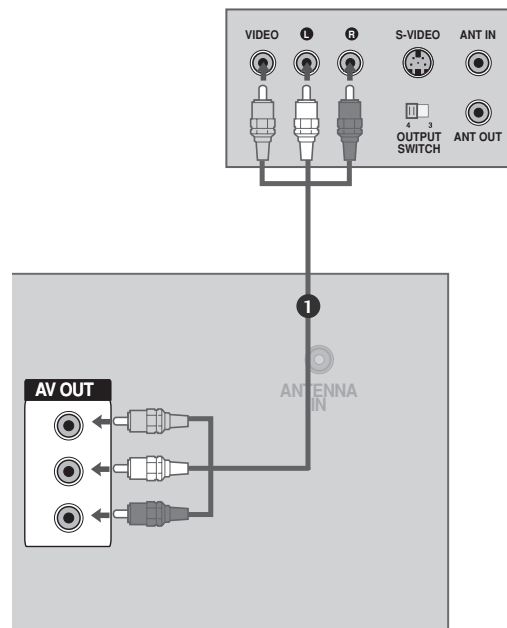 VIDEO L R S-VIDEO ANT IN
4 3
OUTPUT SWITCH
ANT OUT
1
ANTENNA IN
AV OUT